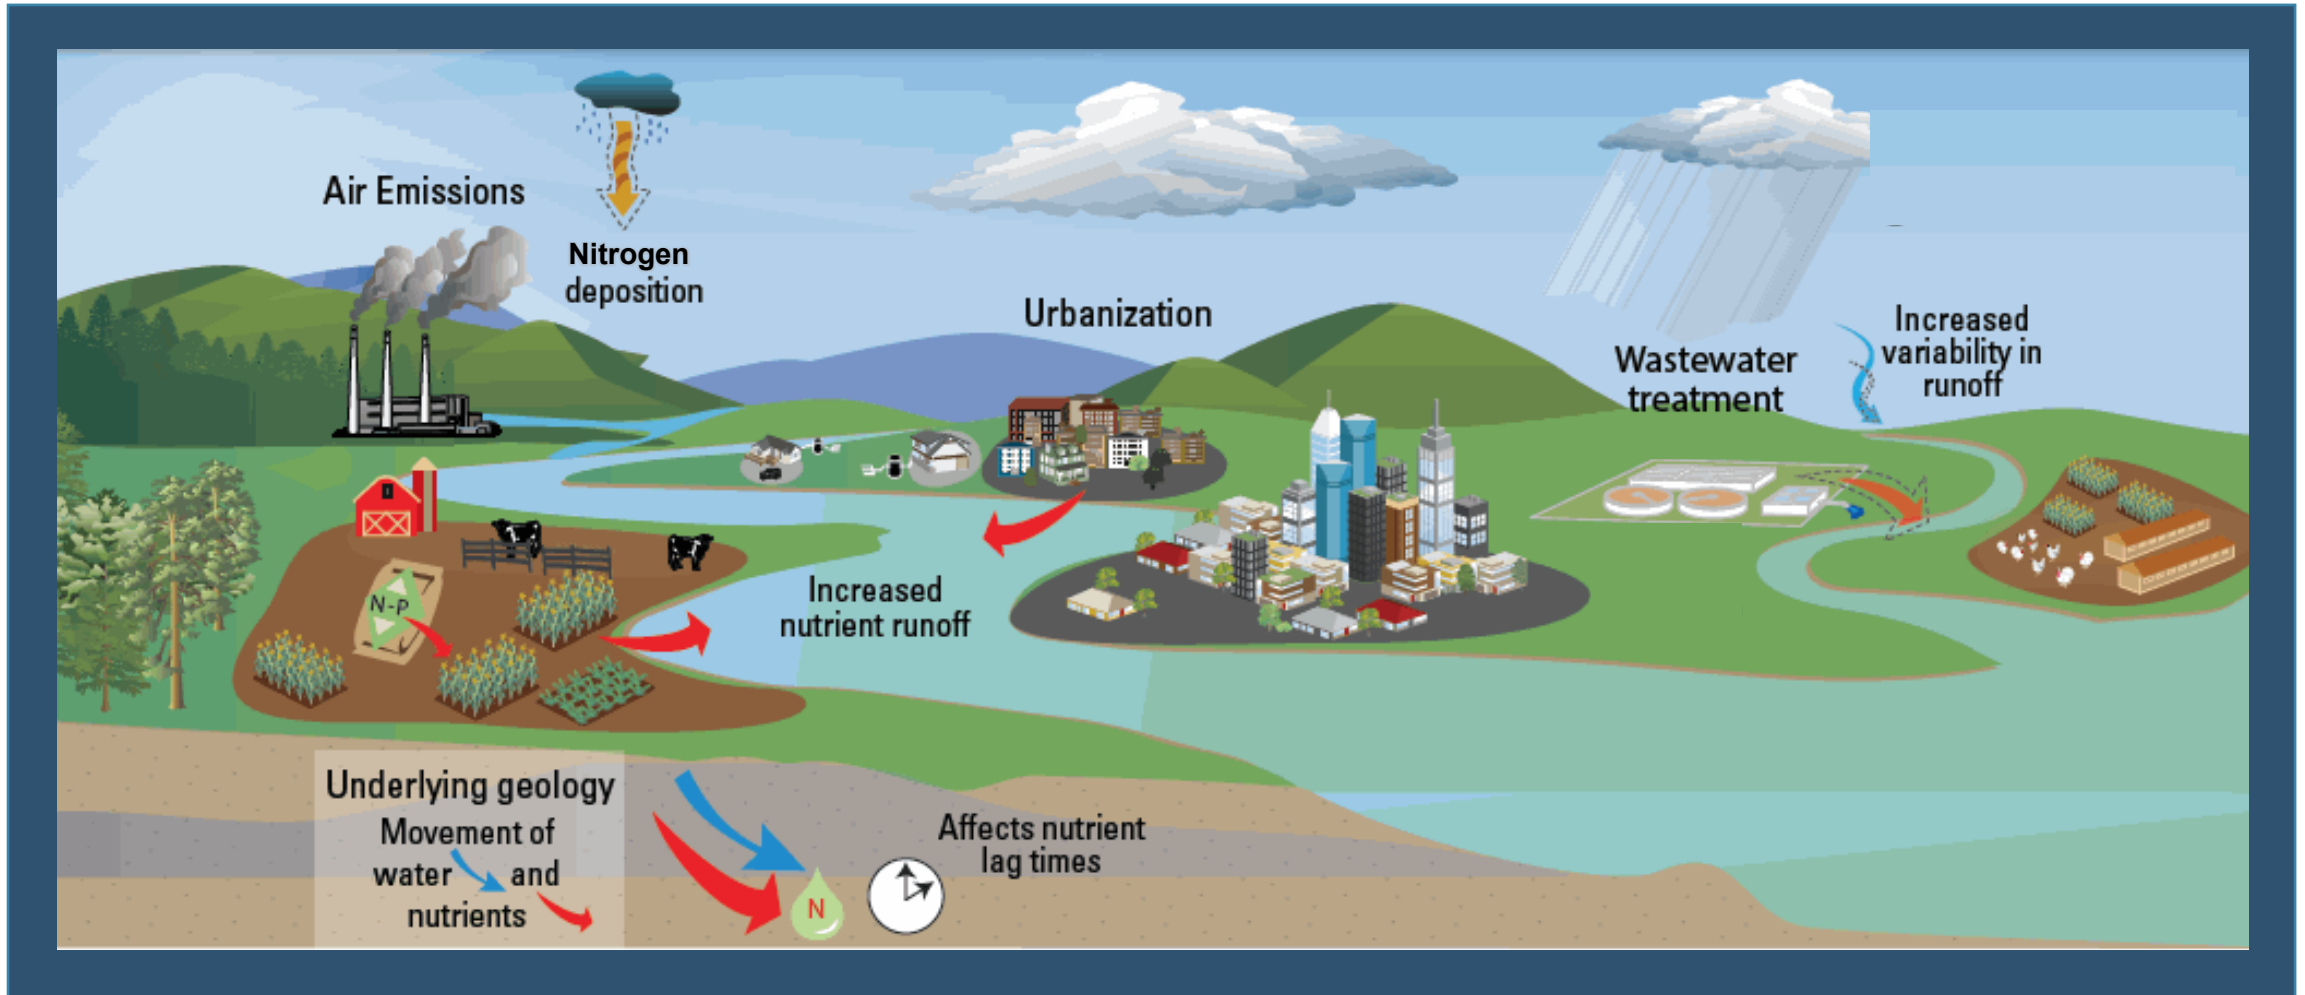 Air Emissions
Nitrogen
deposition
Urbanization
Increased
variability in
runoff
Wastewater
treatment
N-P
Increased
nutrient runoff
Underlying geology
Movement of
water and
nutrients
N
Affects nutrient
lag times